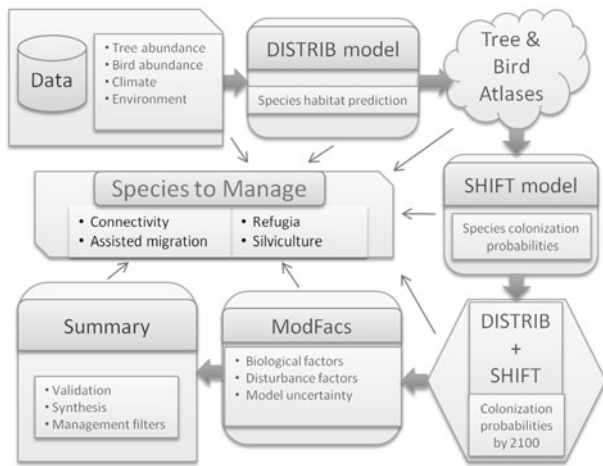 Data
• Tree abundance
• Bird abundance
• Climate
• Environment
DISTRIB model
Species habitat prediction
Tree &
Bird
Atlases
Species to Manage
• Connectivity
• Assisted migration
• Refugia
• Silviculture
SHIFT model
Species colonization
probabilities
DISTRIB
+
SHIFT
Colonization
probabilities
by 2100
ModFacs
• Biological factors
• Disturbance factors
• Model uncertainty
Summary
• Validation
• Synthesis
• Management filters